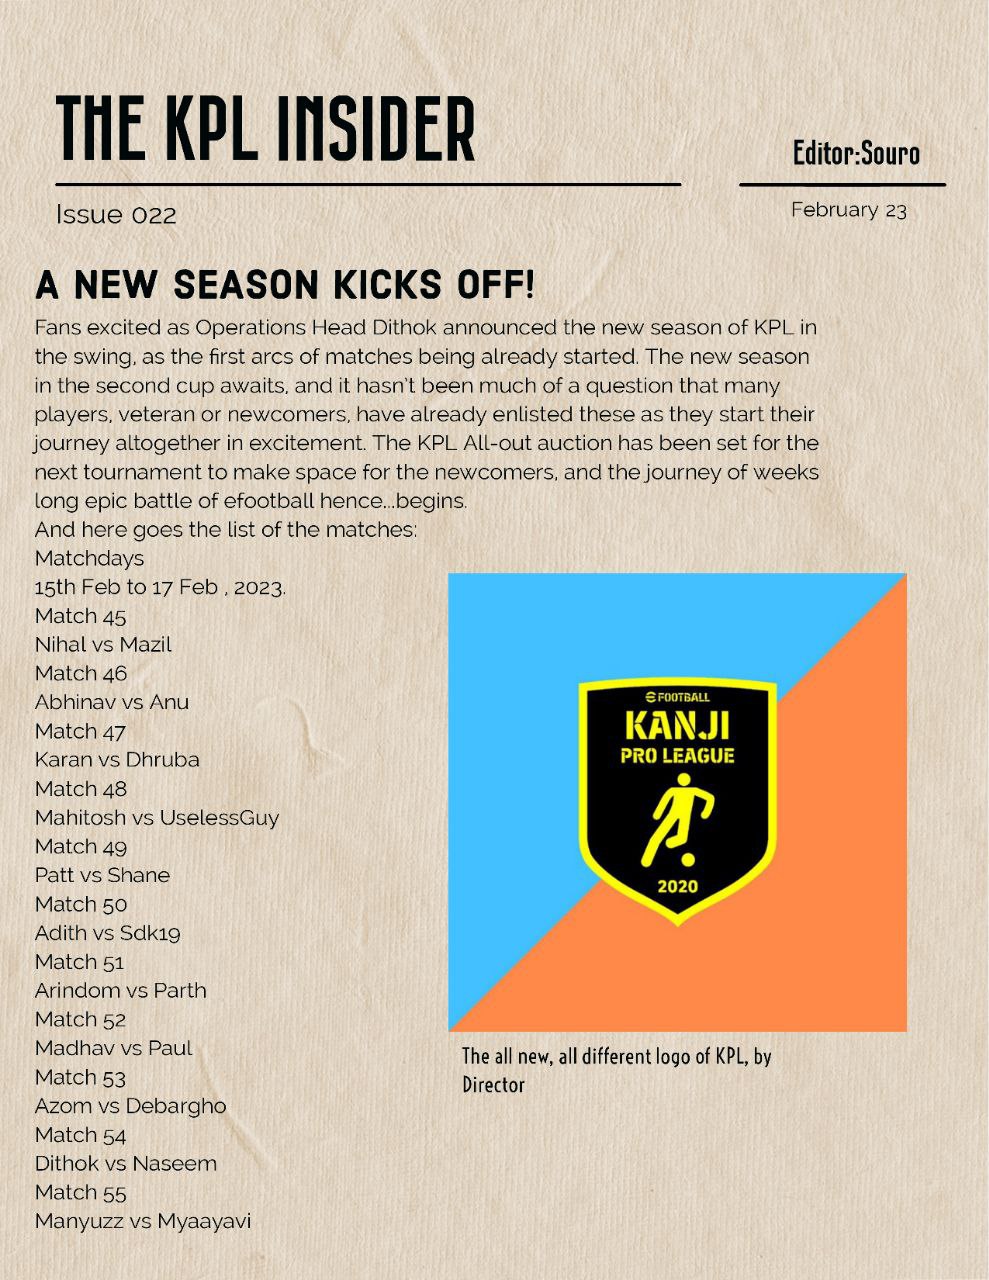 THE KPL INSIDER
Editor:Souro
Issue 022
February 23
A NEW SEASON KICKS OFF!
Fans excited as Operations Head Dithok announced the new season of KPL in
the swing, as the first arcs of matches being already started. The new season
in the second cup awaits, and it hasn't been much of a question that many
players, veteran or newcomers, have already enlisted these as they start their
journey altogether in excitement. The KPL All-out auction has been set for the
next tournament to make space for the newcomers, and the journey of weeks
long epic battle of efootball hence...begins.
And here goes the list of the matches:
Matchdays
15th Feb to 17 Feb , 2023.
Match 45
Nihal vs Mazil
Match 46
Abhinav vs Anu
Match 47
Karan vs Dhruba
Match 48
Mahitosh vs UselessGuy
Match 49
Patt vs Shane
Match 50
Adith vs Sdk19
Match 51
Arindom vs Parth
Match 52
Madhav vs Paul
Match 53
Azom vs Debargho
Match 54
Dithok vs Naseem
Match 55
Manyuzz vs Myaayavi
eFOOTBALL
KANJI
PRO LEAGUE
2020
The all new, all different logo of KPL, by
Director